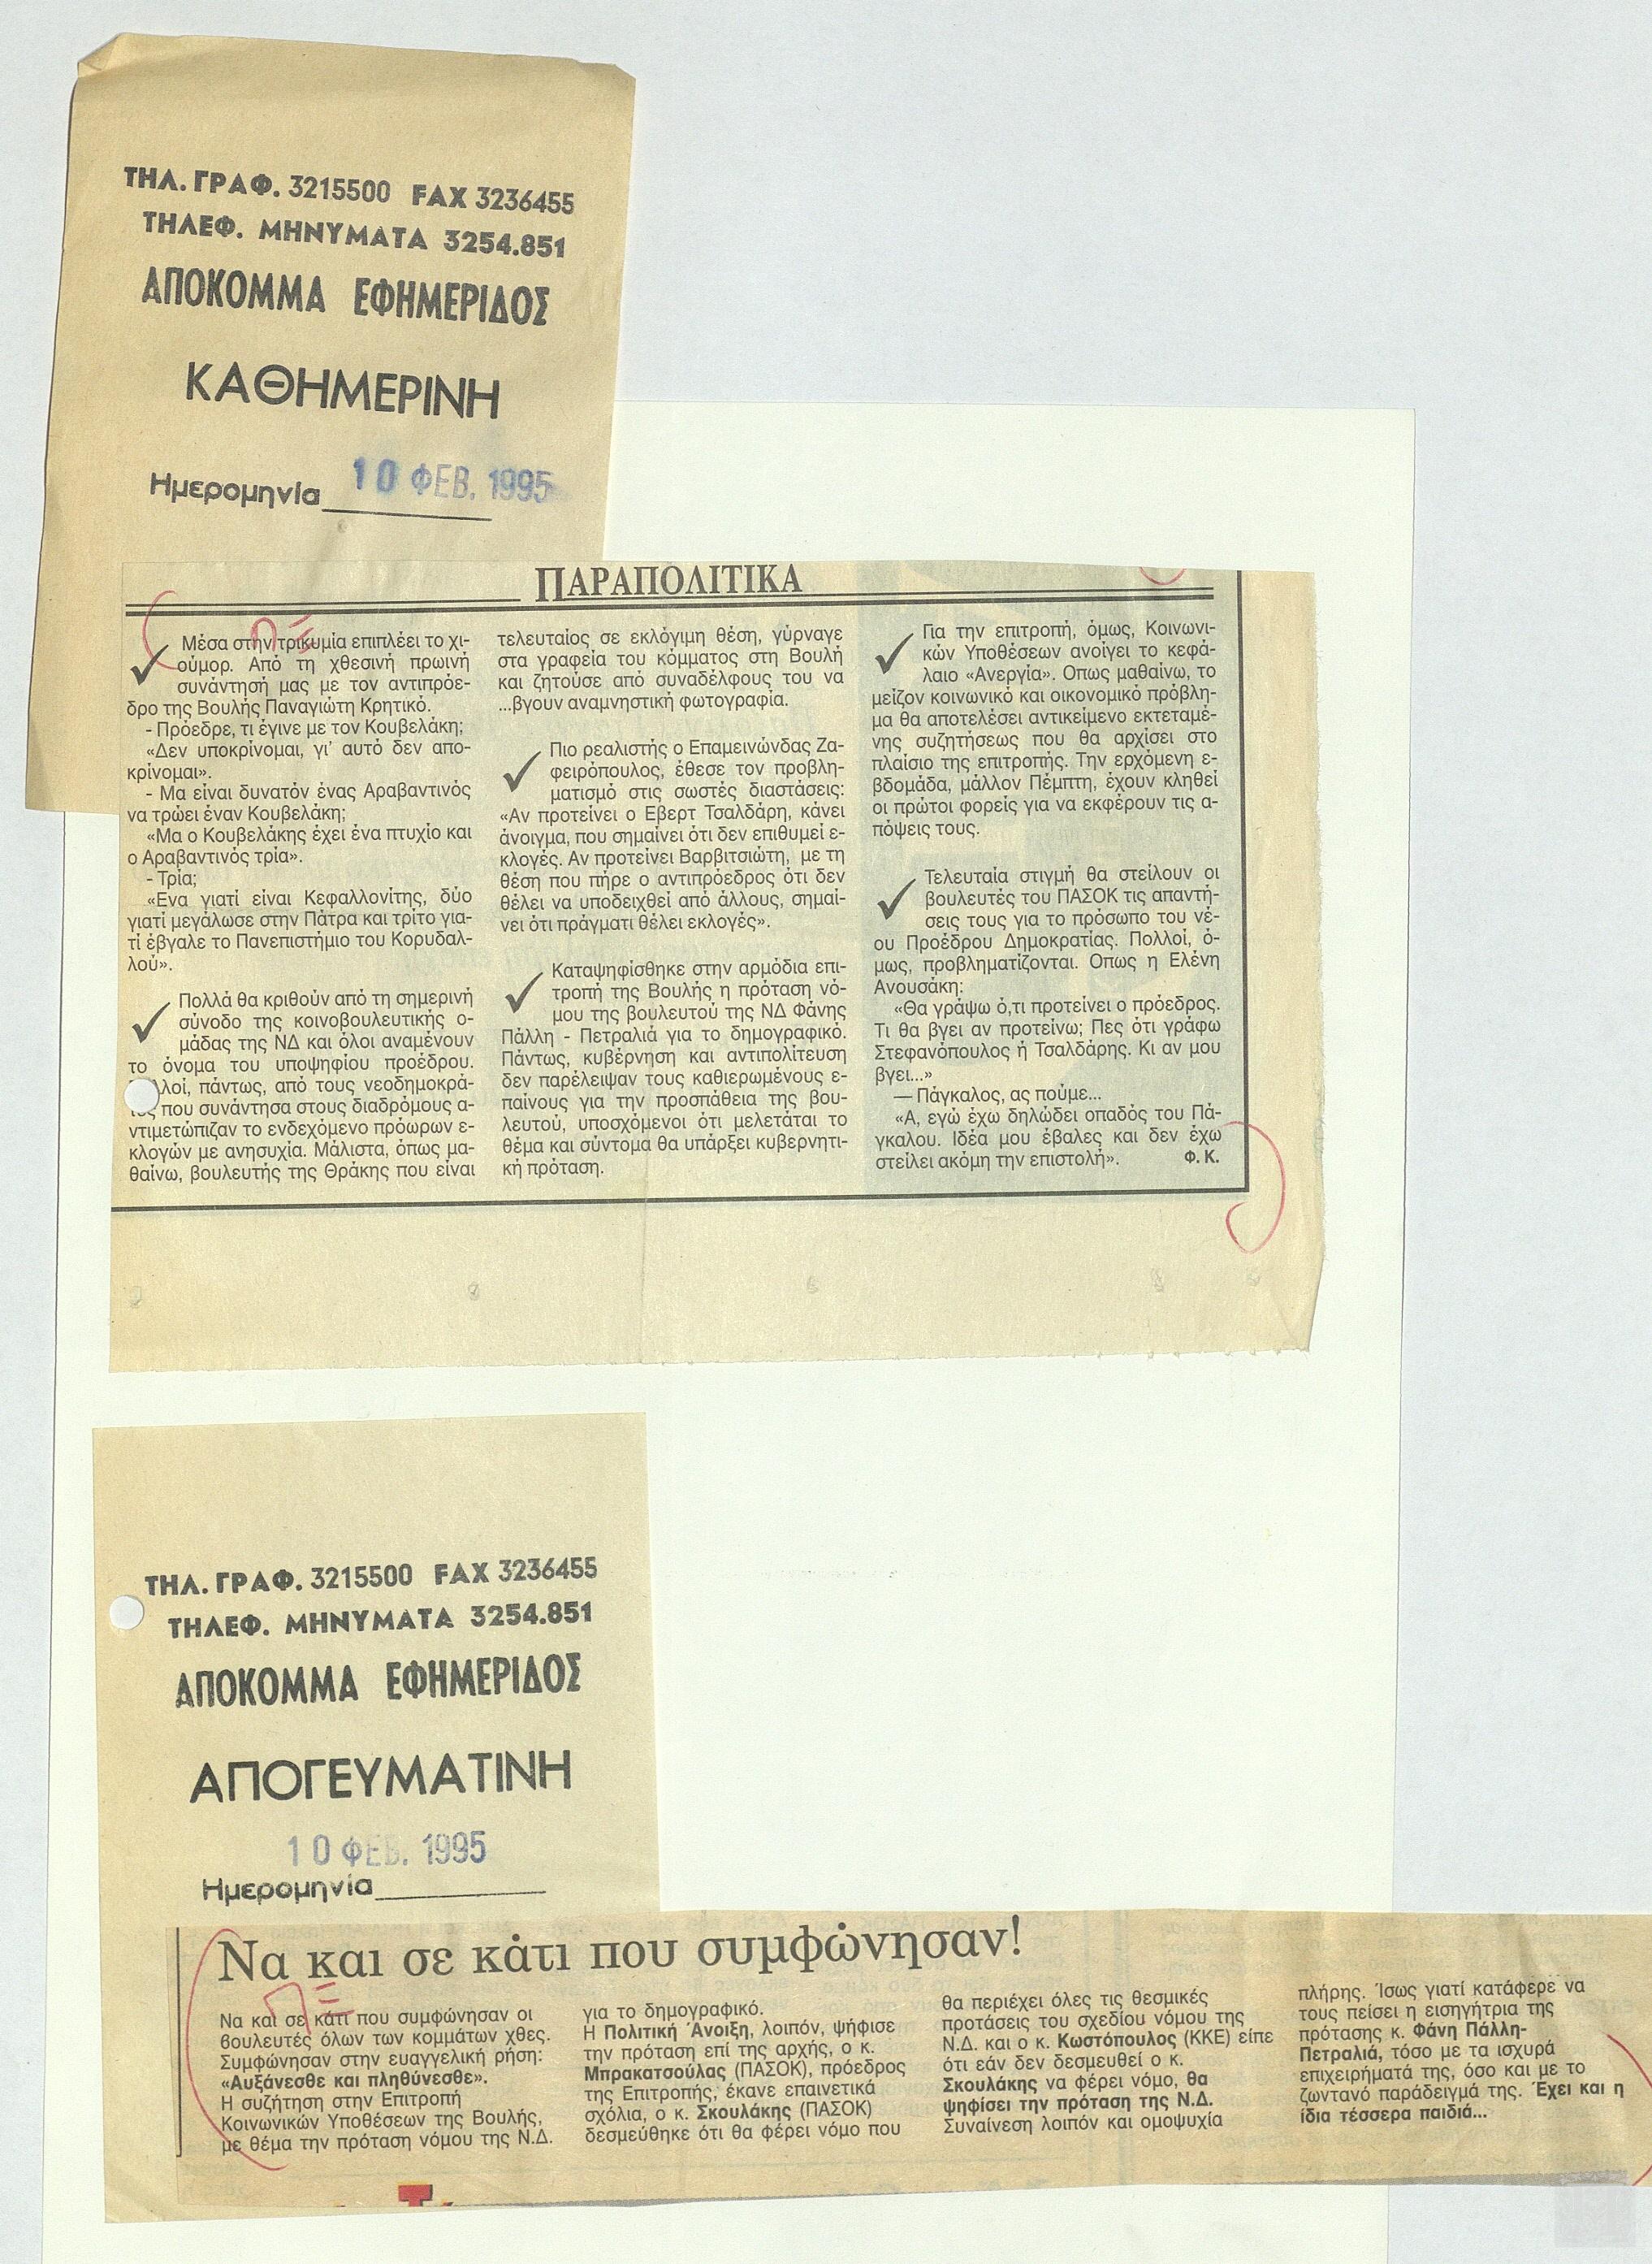 ΤΗΛ. ΓΡΑΦ. 3215500 FAX 3236455
ΤΗΛΕΦ. ΜΗΝΥΜΑΤΑ 3254.851
ΑΠΟΚΟΜΜΑ ΕΦΗΜΕΡΙΔΟΣ
ΚΑΘΗΜΕΡΙΝΗ
Ημερομηνία 10 ΦΕΒ. 1995
ΠΑΡΑΠΟΛΙΤΙΚΑ
Μέσα στην τρικυμία επιπλέει το χι-
ούμορ. Από τη χθεσινή πρωινή
συνάντησή μας με τον αντιπρόε-
δρο της Βουλής Παναγιώτη Κρητικό.
- Πρόεδρε, τι έγινε με τον Κουβελάκη;
«Δεν υποκρίνομαι, γι' αυτό δεν απο-
κρίνομαι».
- Μα είναι δυνατόν ένας Αραβαντινός
να τρώει έναν Κουβελάκη;
«Μα ο Κουβελάκης έχει ένα πτυχίο και
ο Αραβαντινός τρία».
- Τρία;
«Ενα γιατί είναι Κεφαλλονίτης, δύο
γιατί μεγάλωσε στην Πάτρα και τρίτο για-
τί έβγαλε το Πανεπιστήμιο του Κορυδαλ-
λού».
Πολλά θα κριθούν από τη σημερινή
σύνοδο της κοινοβουλευτικής ο-
μάδας της ΝΔ και όλοι αναμένουν
το όνομα του υποψηφίου προέδρου.
λοί, πάντως, από τους νεοδημοκρά-
τες που συνάντησα στους διαδρόμους α-
ντιμετώπιζαν το ενδεχόμενο πρόωρων ε-
κλογών με ανησυχία. Μάλιστα, όπως μα-
θαίνω, βουλευτής της Θράκης που είναι
τελευταίος σε εκλόγιμη θέση, γύρναγε
στα γραφεία του κόμματος στη Βουλή
και ζητούσε από συναδέλφους του να
...βγουν αναμνηστική φωτογραφία.
Πιο ρεαλιστής ο Επαμεινώνδας Ζα-
φειρόπουλος, έθεσε τον προβλη-
ματισμό στις σωστές διαστάσεις:
«Αν προτείνει ο Εβερτ Τσαλδάρη, κάνει
άνοιγμα, που σημαίνει ότι δεν επιθυμεί ε-
κλογές. Αν προτείνει Βαρβιτσιώτη, με τη
θέση που πήρε ο αντιπρόεδρος ότι δεν
θέλει να υποδειχθεί από άλλους, σημαί-
νει ότι πράγματι θέλει εκλογές».
Καταψηφίσθηκε στην αρμόδια επι-
τροπή της Βουλής η πρόταση νό-
μου της βουλευτού της ΝΔ Φάνης
Πάλλη - Πετραλιά για το δημογραφικό.
Πάντως, κυβέρνηση και αντιπολίτευση
δεν παρέλειψαν τους καθιερωμένους ε-
παίνους για την προσπάθεια της βου-
λευτού, υποσχόμενοι ότι μελετάται το
θέμα και σύντομα θα υπάρξει κυβερνητι-
κή πρόταση.
Για την επιτροπή, όμως, Κοινωνι-
κών Υποθέσεων ανοίγει το κεφά-
λαιο «Ανεργία». Οπως μαθαίνω, το
μείζον κοινωνικό και οικονομικό πρόβλη-
μα θα αποτελέσει αντικείμενο εκτεταμέ-
νης συζητήσεως που θα αρχίσει στο
πλαίσιο της επιτροπής. Την ερχόμενη ε-
βδομάδα, μάλλον Πέμπτη, έχουν κληθεί
οι πρώτοι φορείς για να εκφέρουν τις α-
πόψεις τους.
Τελευταία στιγμή θα στείλουν οι
βουλευτές του ΠΑΣΟΚ τις απαντή-
σεις τους για το πρόσωπο του νέ-
ου Προέδρου Δημοκρατίας. Πολλοί, ό-
μως, προβληματίζονται. Οπως η Ελένη
Ανουσάκη:
«Θα γράψω ό,τι προτείνει ο πρόεδρος.
Τι θα βγει αν προτείνω; Πες ότι γράφω
Στεφανόπουλος ή Τσαλδάρης. Κι αν μου
βγει...»
— Πάγκαλος, ας πούμε...
«Α, εγώ έχω δηλώδει οπαδός του Πά-
γκαλου. Ιδέα μου έβαλες και δεν έχω
στείλει ακόμη την επιστολή». Φ. Κ.
ΤΗΛ. ΓΡΑΦ. 3215500 FAX 3236455
ΤΗΛΕΦ. ΜΗΝΥΜΑΤΑ 3254.851
ΑΠΟΚΟΜΜΑ ΕΦΗΜΕΡΙΔΟΣ
ΑΠΟΓΕΥΜΑΤΙΝΗ
10 ΦΕΒ. 1995
Ημερομηνία
Να και σε κάτι που συμφώνησαν!
Να και σε κάτι που συμφώνησαν οι
βουλευτές όλων των κομμάτων χθες.
Συμφώνησαν στην ευαγγελική ρήση:
«Αυξάνεσθε και πληθύνεσθε».
Η συζήτηση στην Επιτροπή
Κοινωνικών Υποθέσεων της Βουλής,
με θέμα την πρόταση νόμου της Ν.Δ.
για το δημογραφικό.
Η Πολιτική Άνοιξη, λοιπόν, ψήφισε
την πρόταση επί της αρχής, ο κ.
Μπρακατσούλας (ΠΑΣΟΚ), πρόεδρος
της Επιτροπής, έκανε επαινετικά
σχόλια, ο κ. Σκουλάκης (ΠΑΣΟΚ)
δεσμεύθηκε ότι θα φέρει νόμο που
θα περιέχει όλες τις θεσμικές
προτάσεις του σχεδίου νόμου της
Ν.Δ. και ο κ. Κωστόπουλος (ΚΚΕ) είπε
ότι εάν δεν δεσμευθεί ο κ.
Σκουλάκης να φέρει νόμο, θα
ψηφίσει την πρόταση της Ν.Δ.
Συναίνεση λοιπόν και ομοψυχία
πλήρης. Ίσως γιατί κατάφερε να
τους πείσει η εισηγήτρια της
πρότασης κ. Φάνη Πάλλη-
Πετραλιά, τόσο με τα ισχυρά
επιχειρήματά της, όσο και με το
ζωντανό παράδειγμά της. Έχει και η
ίδια τέσσερα παιδιά...